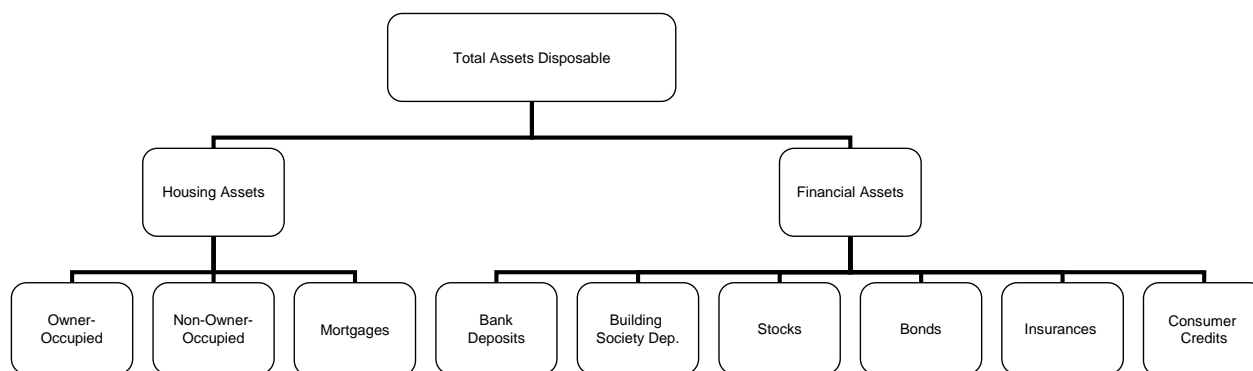 Total Assets Disposable
Housing Assets
Financial Assets
Owner-
Occupied
Non-Owner-
Occupied
Mortgages
Bank
Deposits
Building
Society Dep.
Stocks
Bonds
Insurances
Consumer
Credits